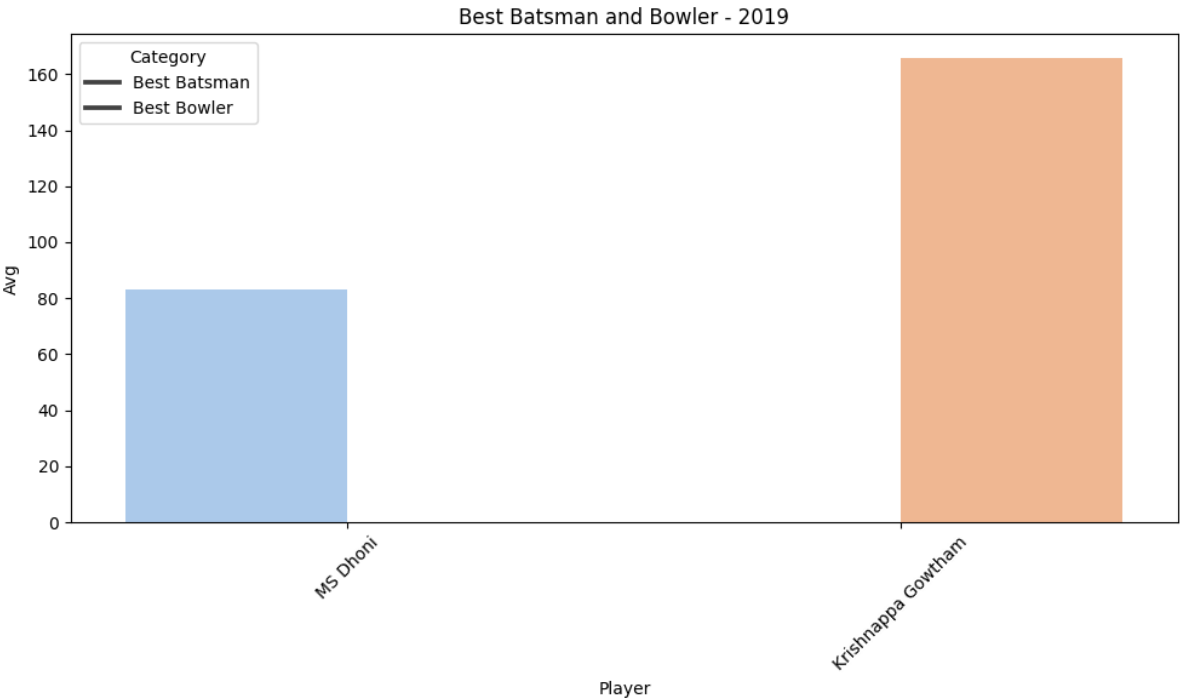 Best Batsman and Bowler - 2019
Category
Best Batsman
Best Bowler
160
140
120
100
80
60
40
20
0
Avg
MS Dhoni
Krishnappa Gowtham
Player